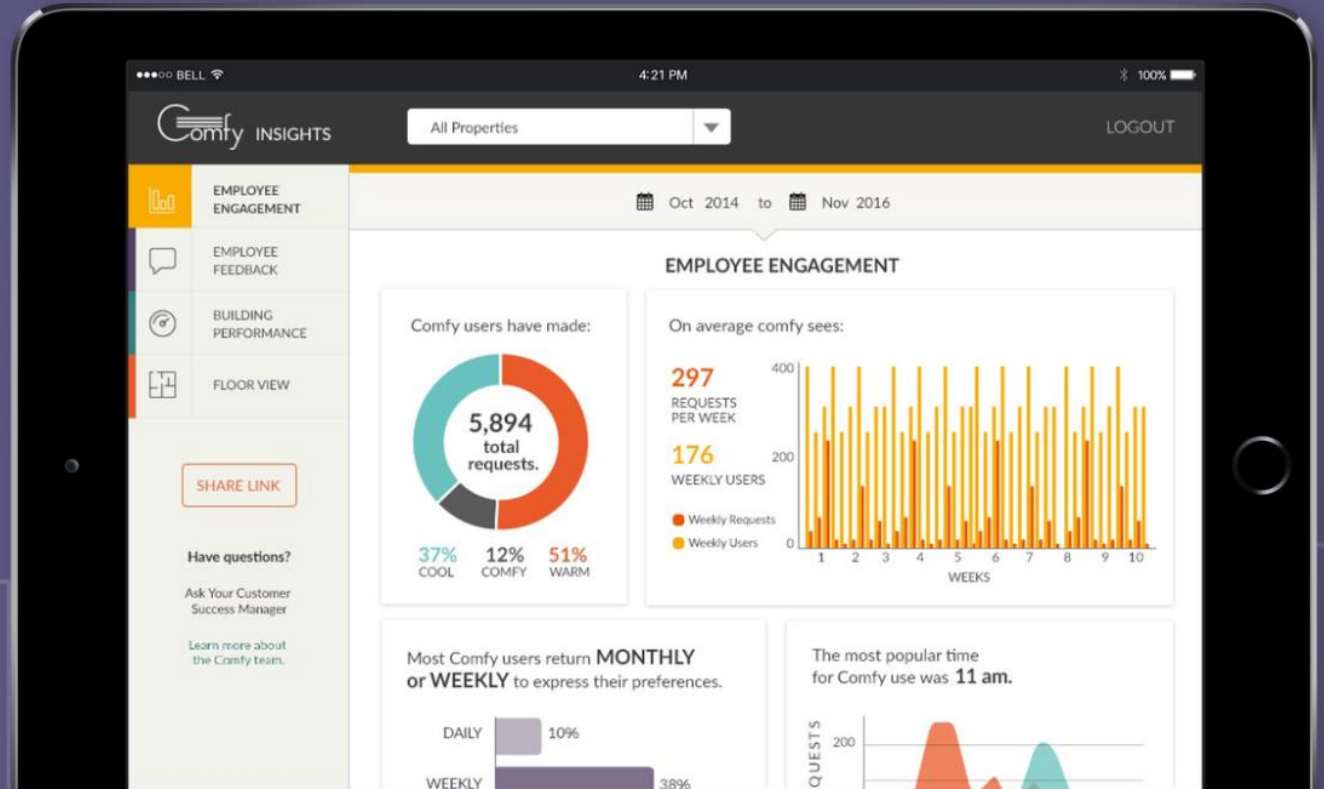 BELL
4:21 PM
100%
Comfy INSIGHTS
All Properties
LOGOUT
EMPLOYEE
ENGAGEMENT
EMPLOYEE
FEEDBACK
BUILDING
PERFORMANCE
FLOOR VIEW
SHARE LINK
Have questions?
Ask Your Customer
Success Manager
Learn more about
the Comfy team.
Oct 2014 to Nov 2016
EMPLOYEE ENGAGEMENT
Comfy users have made:
5,894
total
requests.
37% 12% 51%
COOL COMFY WARM
On average comfy sees:
297
REQUESTS
PER WEEK
176
WEEKLY USERS
Weekly Requests
Weekly Users
400
200
0
1 2 3 4 5 6 7 8 9 10
WEEKS
Most Comfy users return MONTHLY
or WEEKLY to express their preferences.
DAILY 10%
WEEKLY 38%
The most popular time
for Comfy use was 11 am.
200